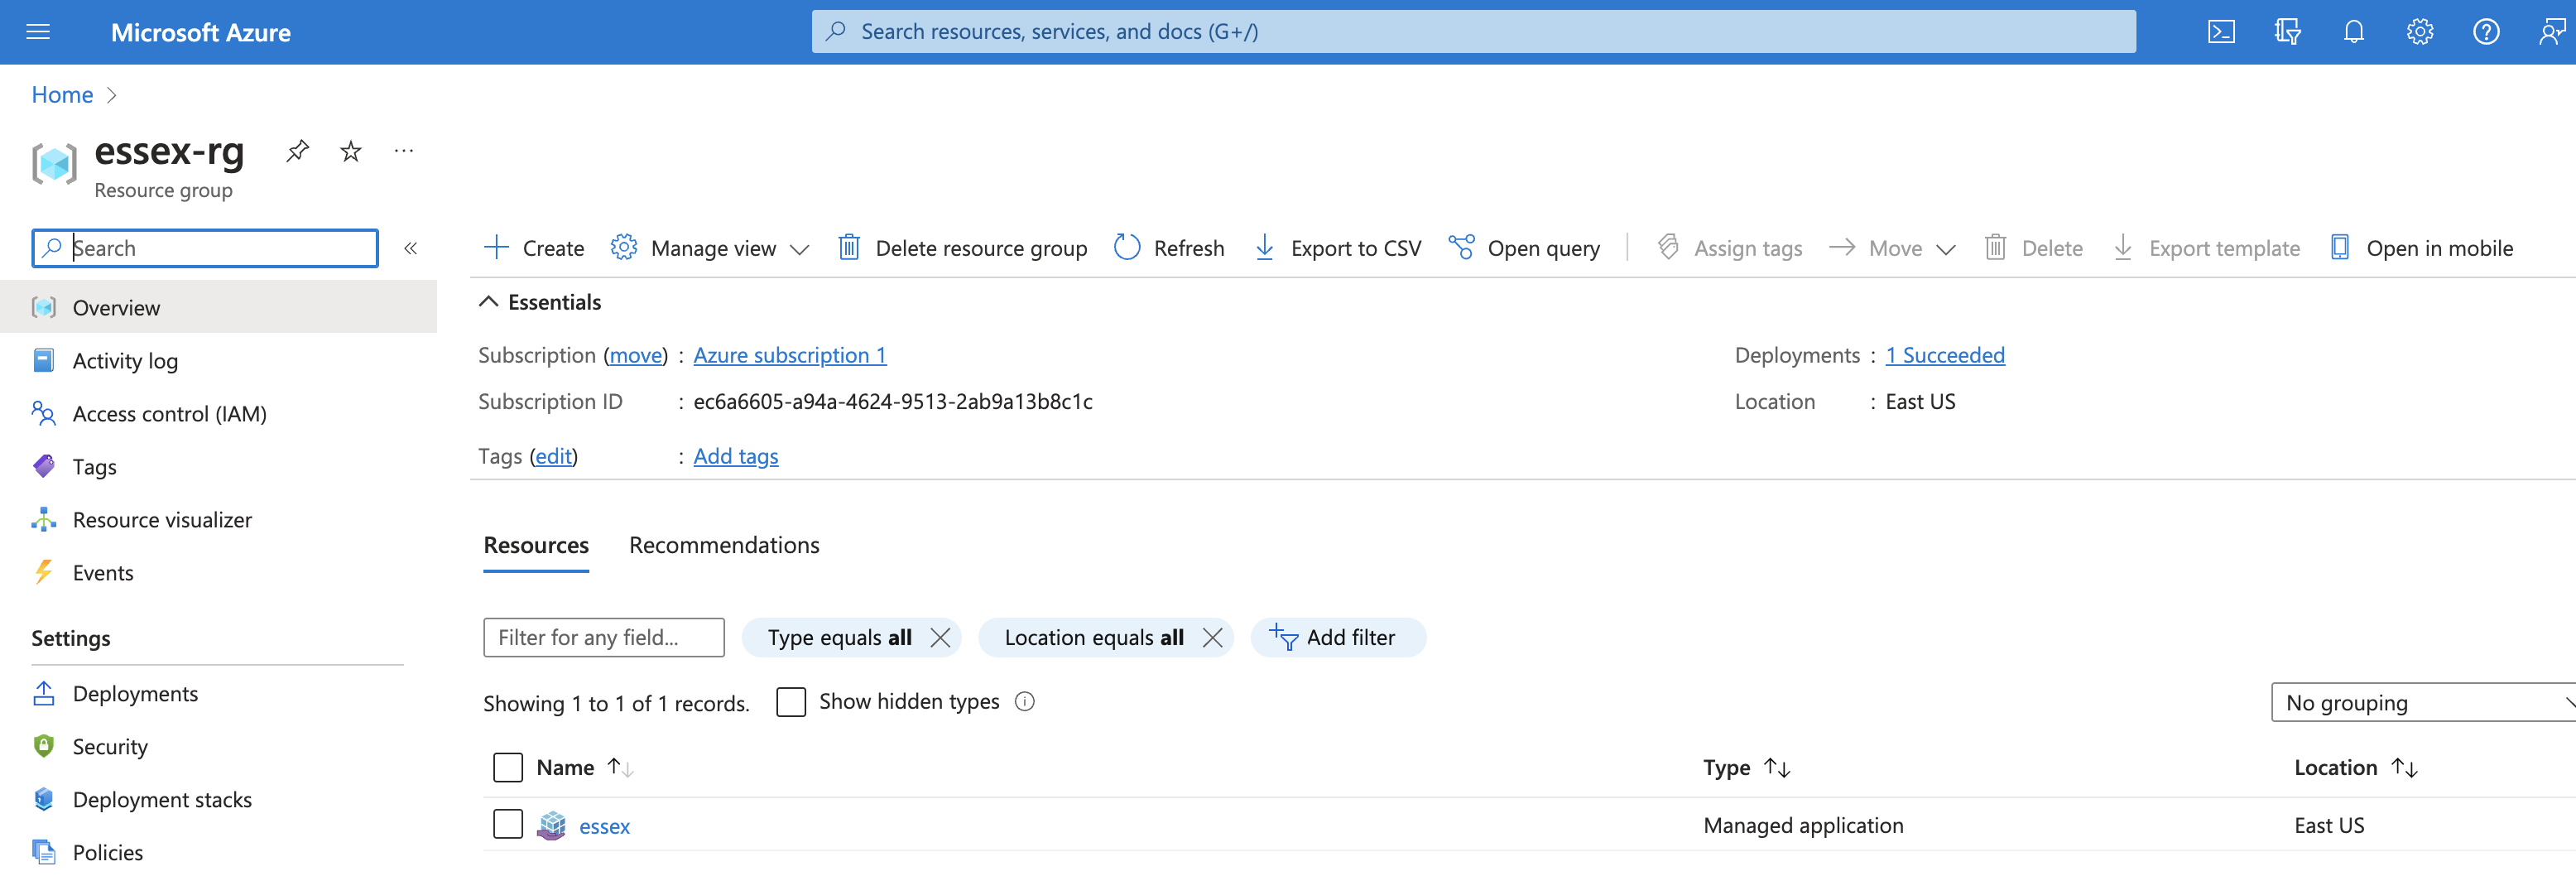 Microsoft Azure
Search resources, services, and docs (G+/)
Home
essex-rg
Resource group
Search
Create Manage view Delete resource group Refresh Export to CSV Open query Assign tags Move Delete Export template Open in mobile
Overview
Activity log
Access control (IAM)
Tags
Resource visualizer
Events
Settings
Deployments
Security
Deployment stacks
Policies
Essentials
Subscription (move) : Azure subscription 1
Subscription ID : ec6a6605-a94a-4624-9513-2ab9a13b8c1c
Tags (edit) : Add tags
Deployments : 1 Succeeded
Location : East US
Resources Recommendations
Filter for any field... Type equals all Location equals all Add filter
Showing 1 to 1 of 1 records. Show hidden types No grouping
Name Type Location
essex Managed application East US